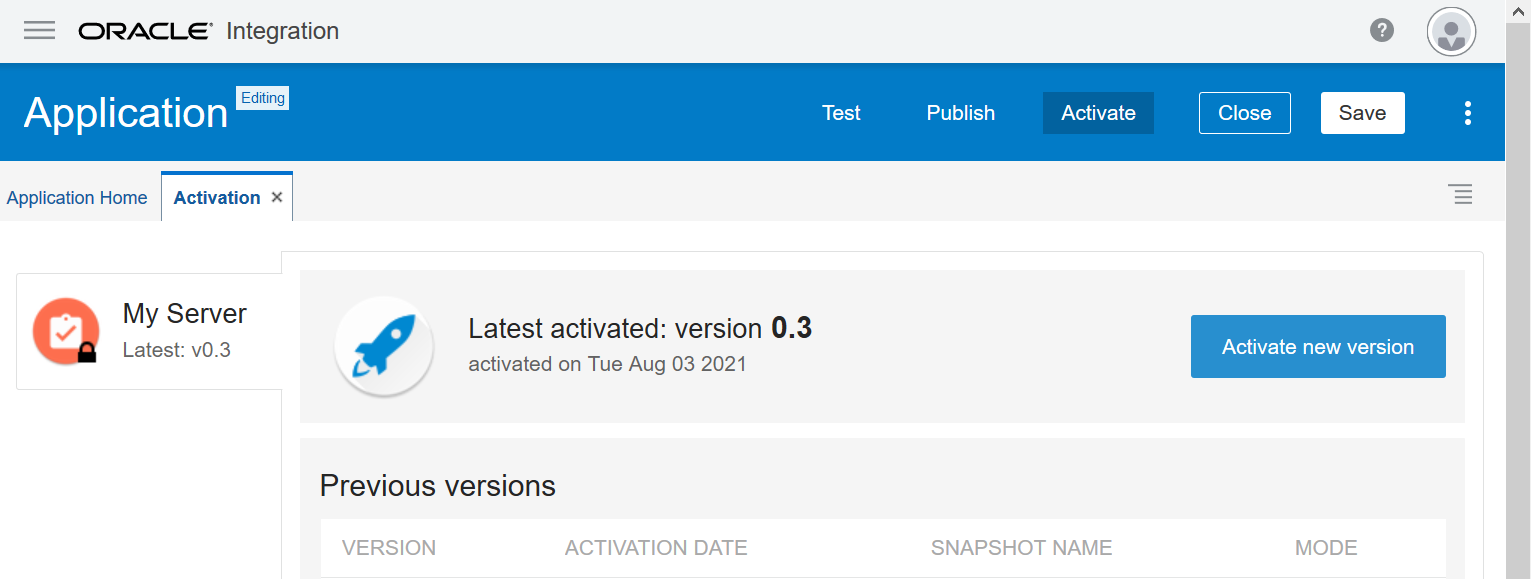 ORACLE Integration
?
Application Editing
Test Publish Activate Close Save
Application Home Activation ×
My Server
Latest: v0.3
Latest activated: version 0.3
activated on Tue Aug 03 2021
Activate new version
Previous versions
VERSION ACTIVATION DATE SNAPSHOT NAME MODE